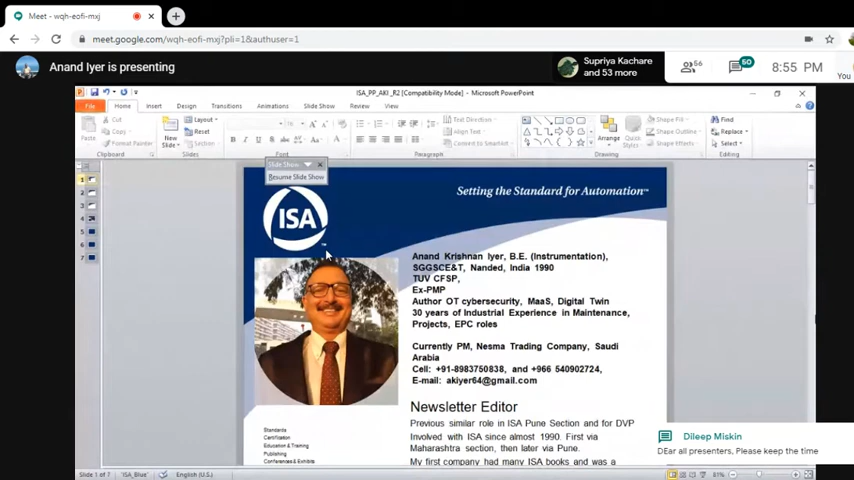 Meet - wqh-eofi-mxj
meet.google.com/wqh-eofi-mxj?pli=1&authuser=1
Anand Iyer is presenting
Supriya Kachare
and 53 more
56
50
8:55 PM
You
ISA_PP_AKI_R2 [Compatibility Mode] - Microsoft PowerPoint
File Home Insert Design Transitions Animations Slide Show Review View
Cut
Copy
Format Painter
Paste
Clipboard
New
Slide
Layout
Reset
Section
Slides
Font
Paragraph
Text Direction
Align Text
Convert to SmartArt
Arrange
Quick
Styles
Shape Fill
Shape Outline
Shape Effects
Drawing
Find
Replace
Select
Editing
Slide Show
Resume Slide Show
1
2
3
4
5
6
7
ISA
Setting the Standard for Automation™
Anand Krishnan Iyer, B.E. (Instrumentation),
SGGSCE&T, Nanded, India 1990
TUV CFSP,
Ex-PMP
Author OT cybersecurity, MaaS, Digital Twin
30 years of Industrial Experience in Maintenance,
Projects, EPC roles
Currently PM, Nesma Trading Company, Saudi
Arabia
Cell: +91-8983750838, and +966 540902724,
E-mail: akiyer64@gmail.com
Newsletter Editor
Previous similar role in ISA Pune Section and for DVP
Involved with ISA since almost 1990. First via
Maharashtra section, then later via Pune.
My first company had many ISA books and was a
Standards
Certification
Education & Training
Publishing
Conferences & Exhibits
Dileep Miskin
DEar all presenters, Please keep the time
Slide 1 of 7 'ISA_Blue' English (U.S.) 81%